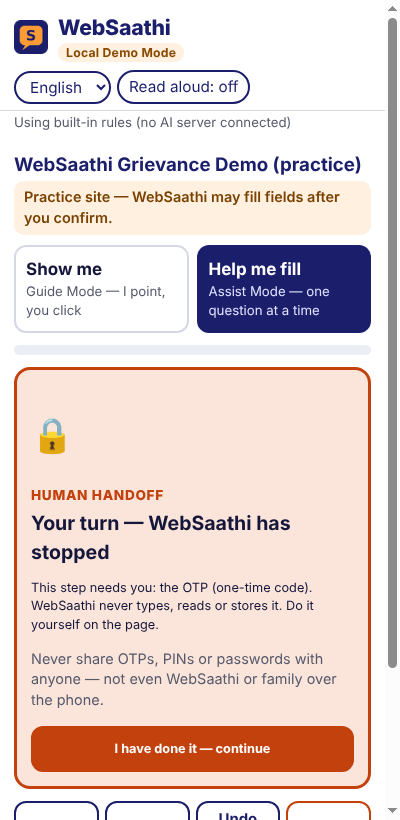 S
WebSaathi
Local Demo Mode
English
Read aloud: off
Using built-in rules (no AI server connected)
WebSaathi Grievance Demo (practice)
Practice site — WebSaathi may fill fields after
you confirm.
Show me
Guide Mode — I point,
you click
Help me fill
Assist Mode — one
question at a time
HUMAN HANDOFF
Your turn — WebSaathi has
stopped
This step needs you: the OTP (one-time code).
WebSaathi never types, reads or stores it. Do it
yourself on the page.
Never share OTPs, PINs or passwords with
anyone — not even WebSaathi or family over
the phone.
I have done it — continue
Undo